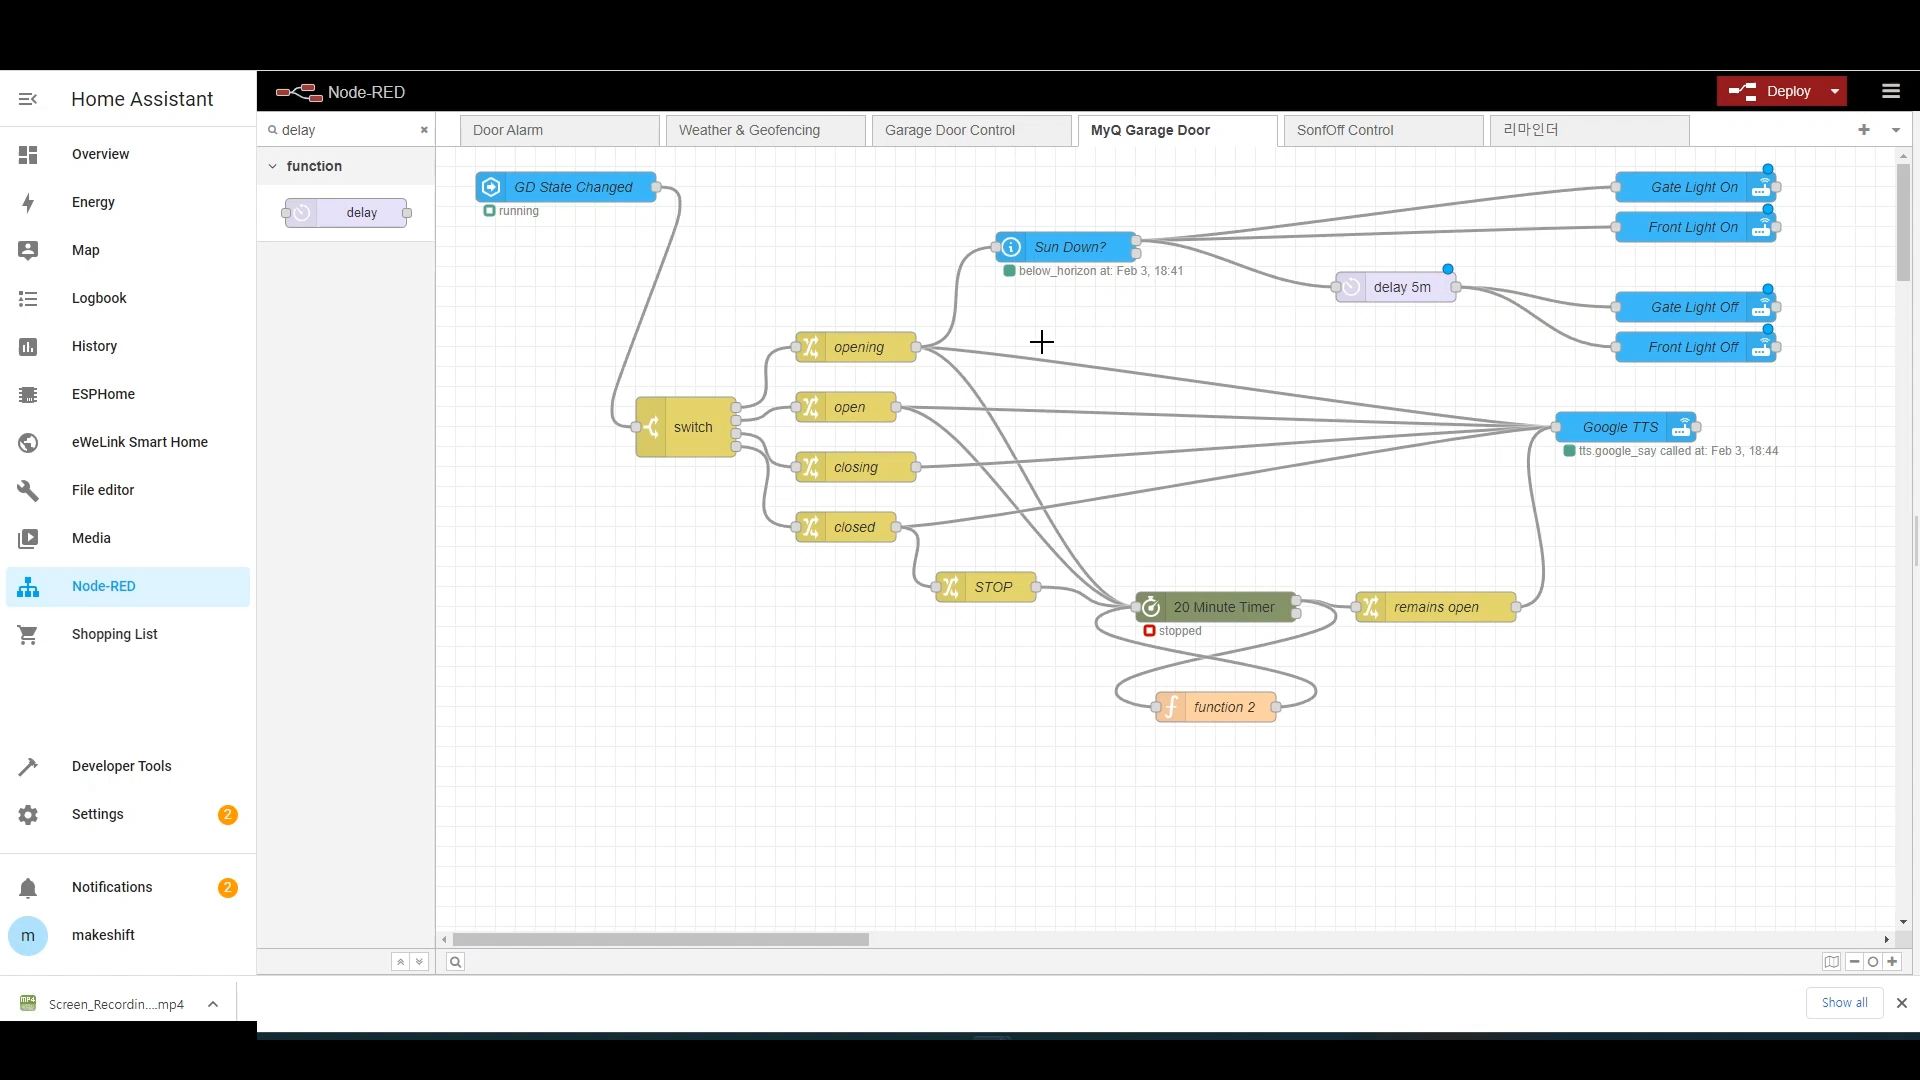 Home Assistant
Overview
Energy
Map
Logbook
History
ESPHome
eWeLink Smart Home
File editor
Media
Node-RED
Shopping List
Developer Tools
Settings 2
Notifications 2
m makeshift
Node-RED
Deploy
delay
function
delay
Door Alarm
Weather & Geofencing
Garage Door Control
MyQ Garage Door
SonfOff Control
리마인더
GD State Changed
running
Sun Down?
below_horizon at: Feb 3, 18:41
Gate Light On
Front Light On
delay 5m
Gate Light Off
Front Light Off
opening
open
switch
closing
closed
Google TTS
tts.google_say called at: Feb 3, 18:44
STOP
20 Minute Timer
stopped
remains open
function 2
MP4
Screen_Recordin....mp4
Show all